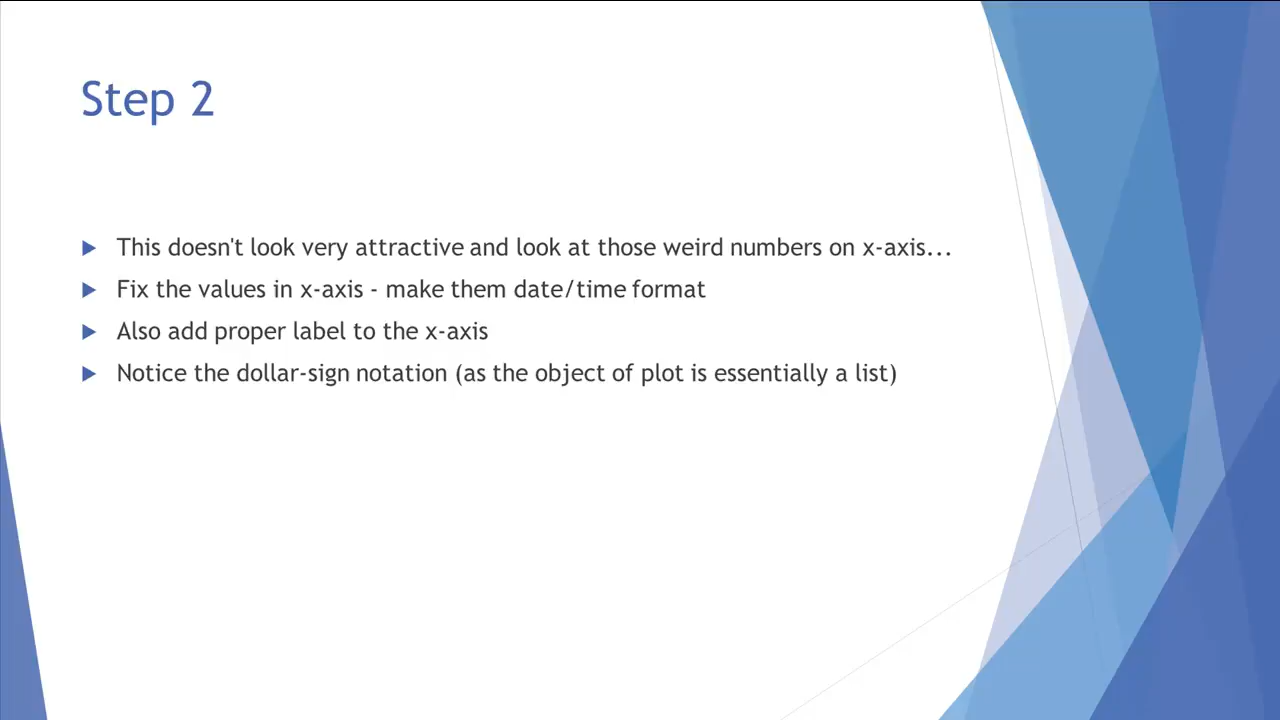 Step 2
This doesn't look very attractive and look at those weird numbers on x-axis...
Fix the values in x-axis - make them date/time format
Also add proper label to the x-axis
Notice the dollar-sign notation (as the object of plot is essentially a list)